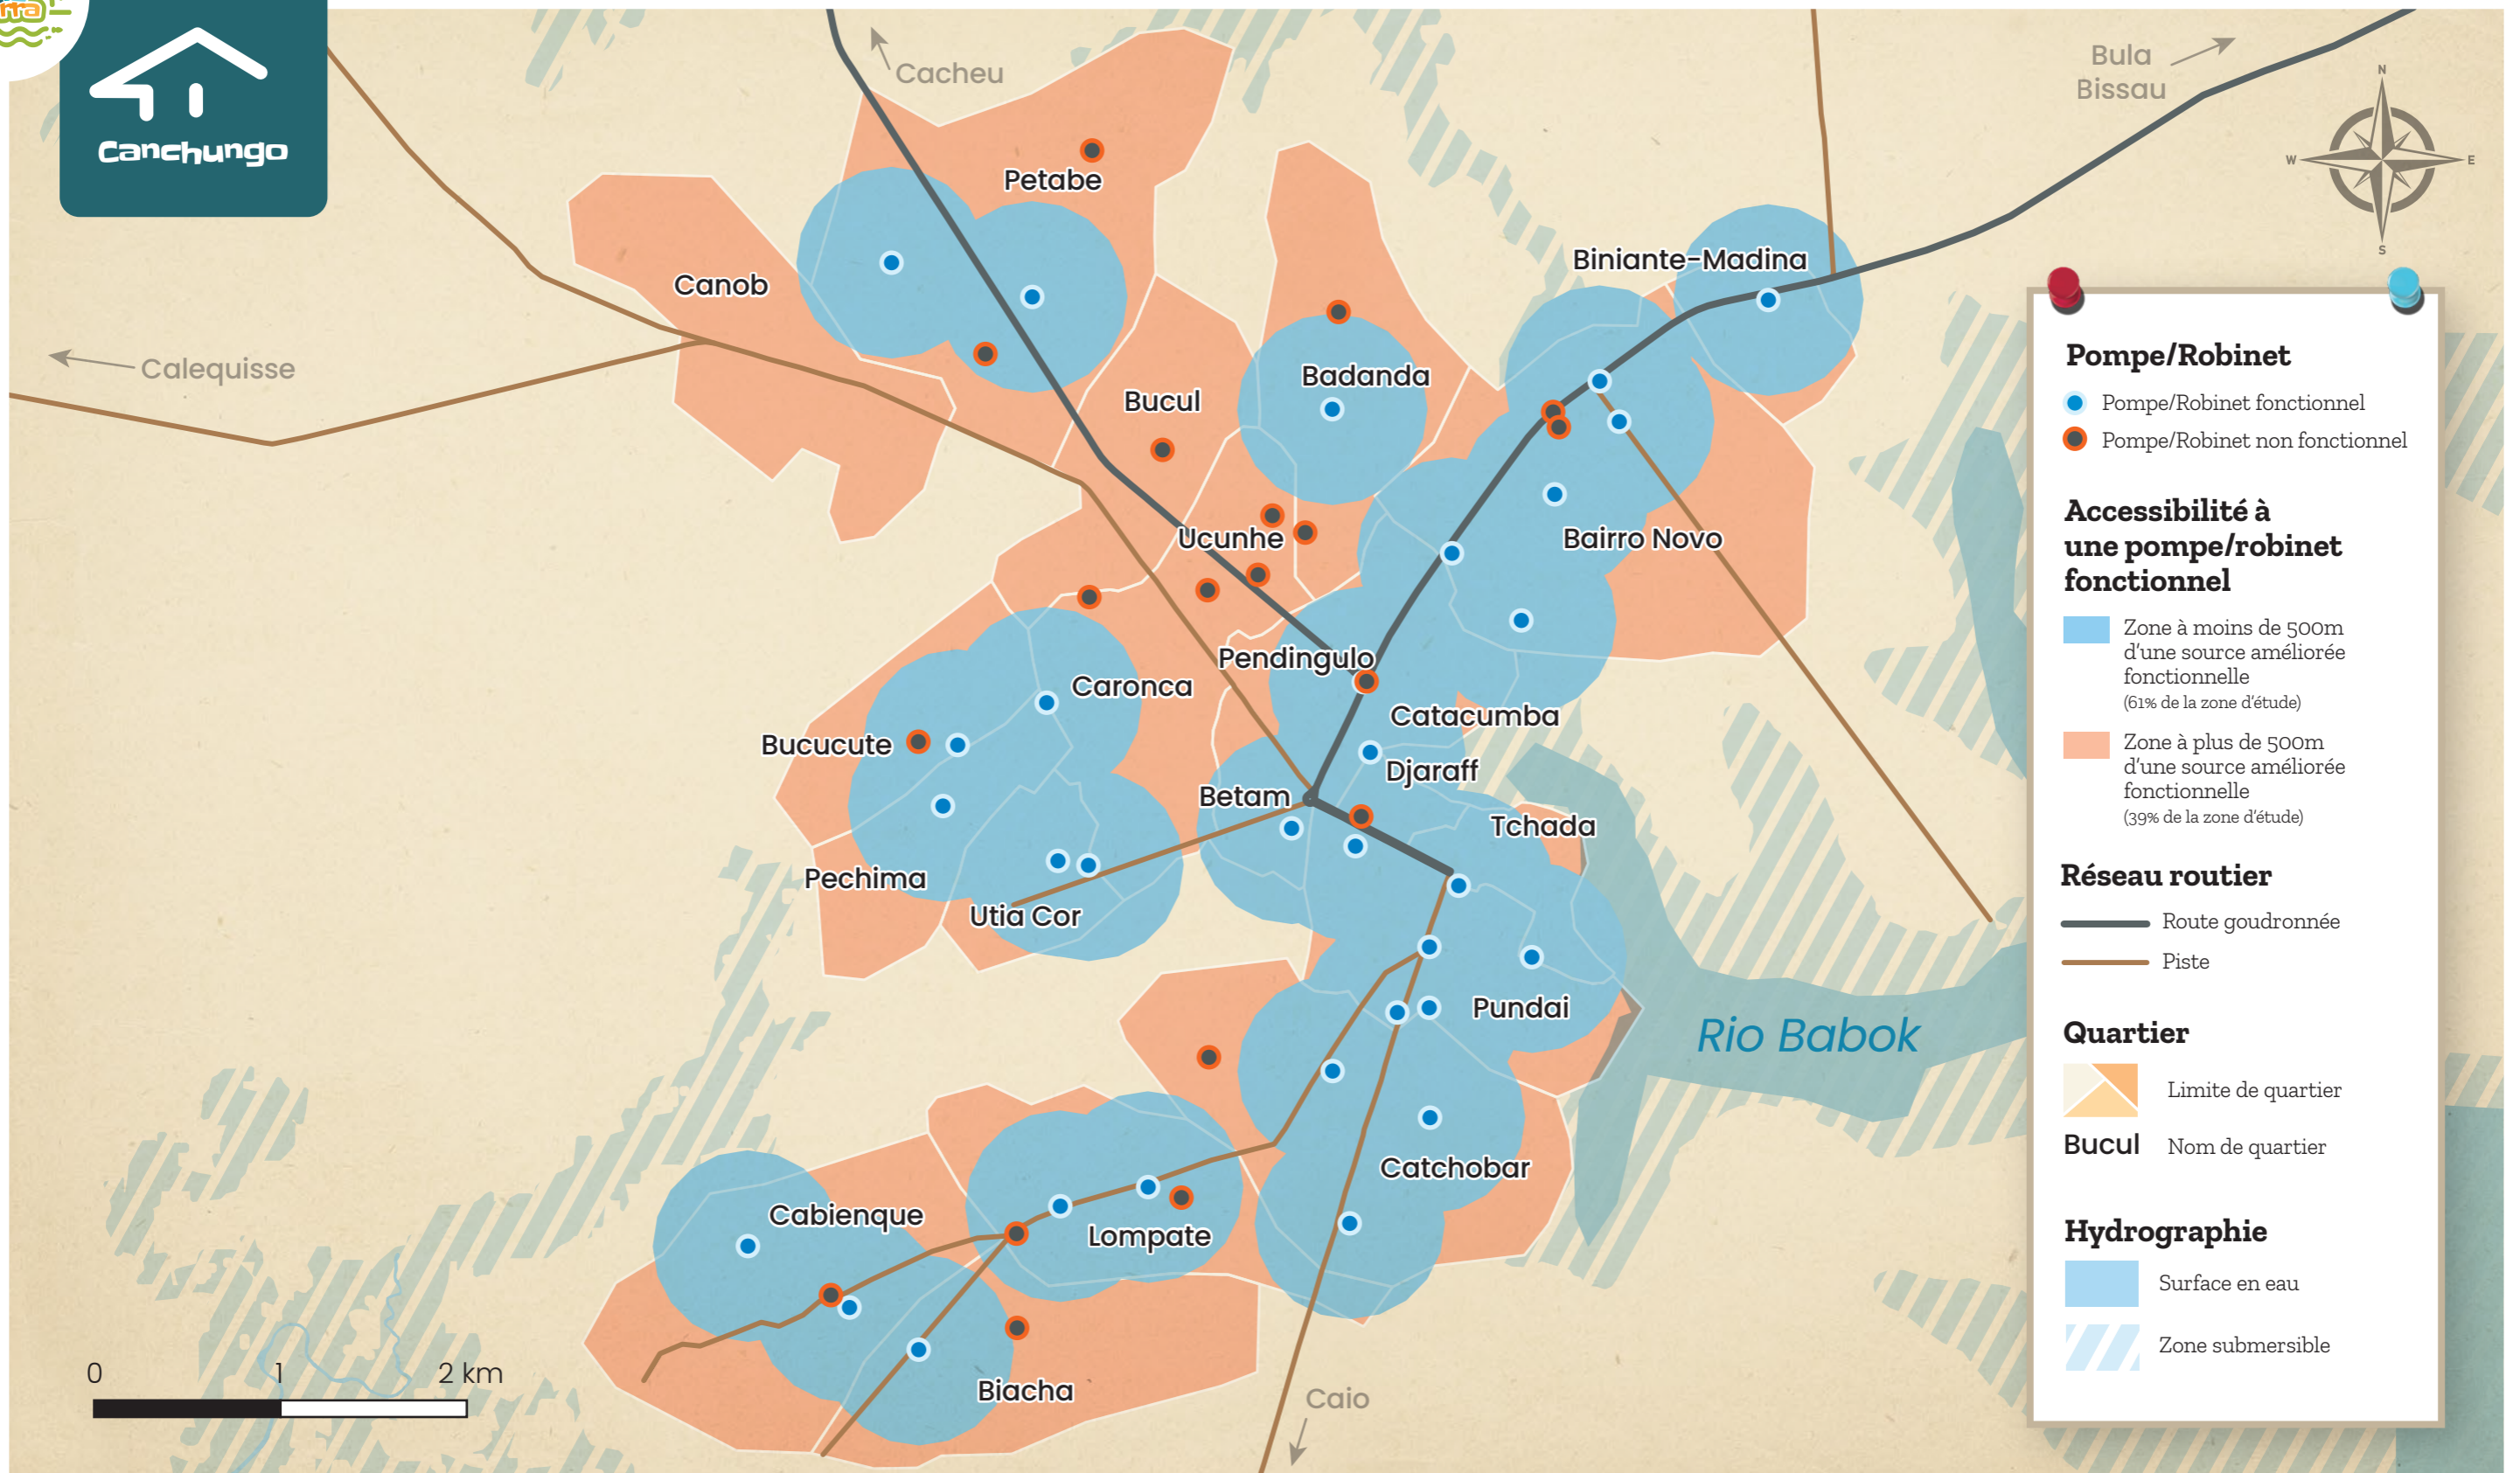 rra
Canchungo
Cacheu
Bula
Bissau
N
W
E
S
Petabe
Biniante-Madina
Canob
Calequisse
Badanda
Bucul
Ucunhe
Bairro Novo
Pendingulo
Caronca
Catacumba
Bucucute
Djaraff
Betam
Tchada
Pechima
Utia Cor
Pundai
Rio Babok
Catchobar
Cabienque
Lompate
Biacha
Caio
0 1 2 km
Pompe/Robinet
Pompe/Robinet fonctionnel
Pompe/Robinet non fonctionnel
Accessibilité à
une pompe/robinet
fonctionnel
Zone à moins de 500m
d'une source améliorée
fonctionnelle
(61% de la zone d'étude)
Zone à plus de 500m
d'une source améliorée
fonctionnelle
(39% de la zone d'étude)
Réseau routier
Route goudronnée
Piste
Quartier
Limite de quartier
Bucul Nom de quartier
Hydrographie
Surface en eau
Zone submersible